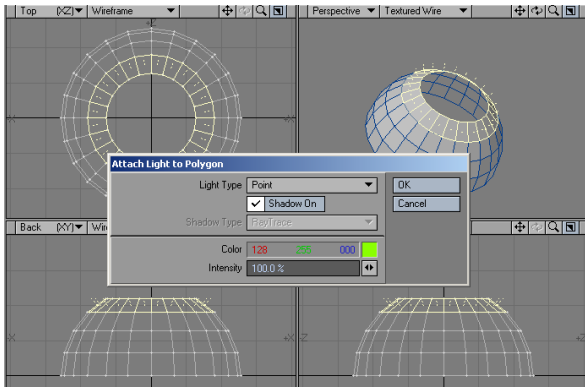 Top (XZ) Wireframe
Perspective Textured Wire
Z
X
Attach Light to Polygon
Light Type Point
Shadow On
Shadow Type RayTrace
Color 128 255 000
Intensity 100.0 %
OK
Cancel
Back (XY)
X Z